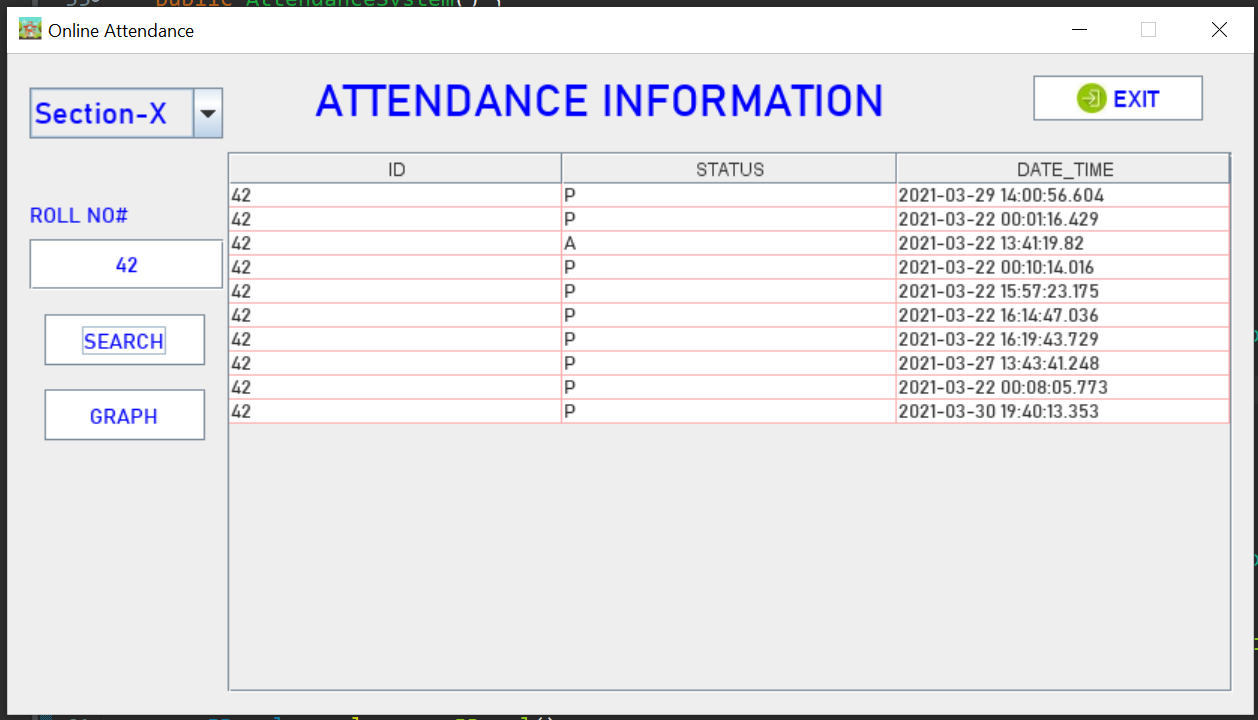 public AttendanceSystem() {
Online Attendance
Section-X
ATTENDANCE INFORMATION
EXIT
ROLL NO#
42
SEARCH
GRAPH
ID STATUS DATE_TIME
42 P 2021-03-29 14:00:56.604
42 P 2021-03-22 00:01:16.429
42 A 2021-03-22 13:41:19.82
42 P 2021-03-22 00:10:14.016
42 P 2021-03-22 15:57:23.175
42 P 2021-03-22 16:14:47.036
42 P 2021-03-22 16:19:43.729
42 P 2021-03-27 13:43:41.248
42 P 2021-03-22 00:08:05.773
42 P 2021-03-30 19:40:13.353